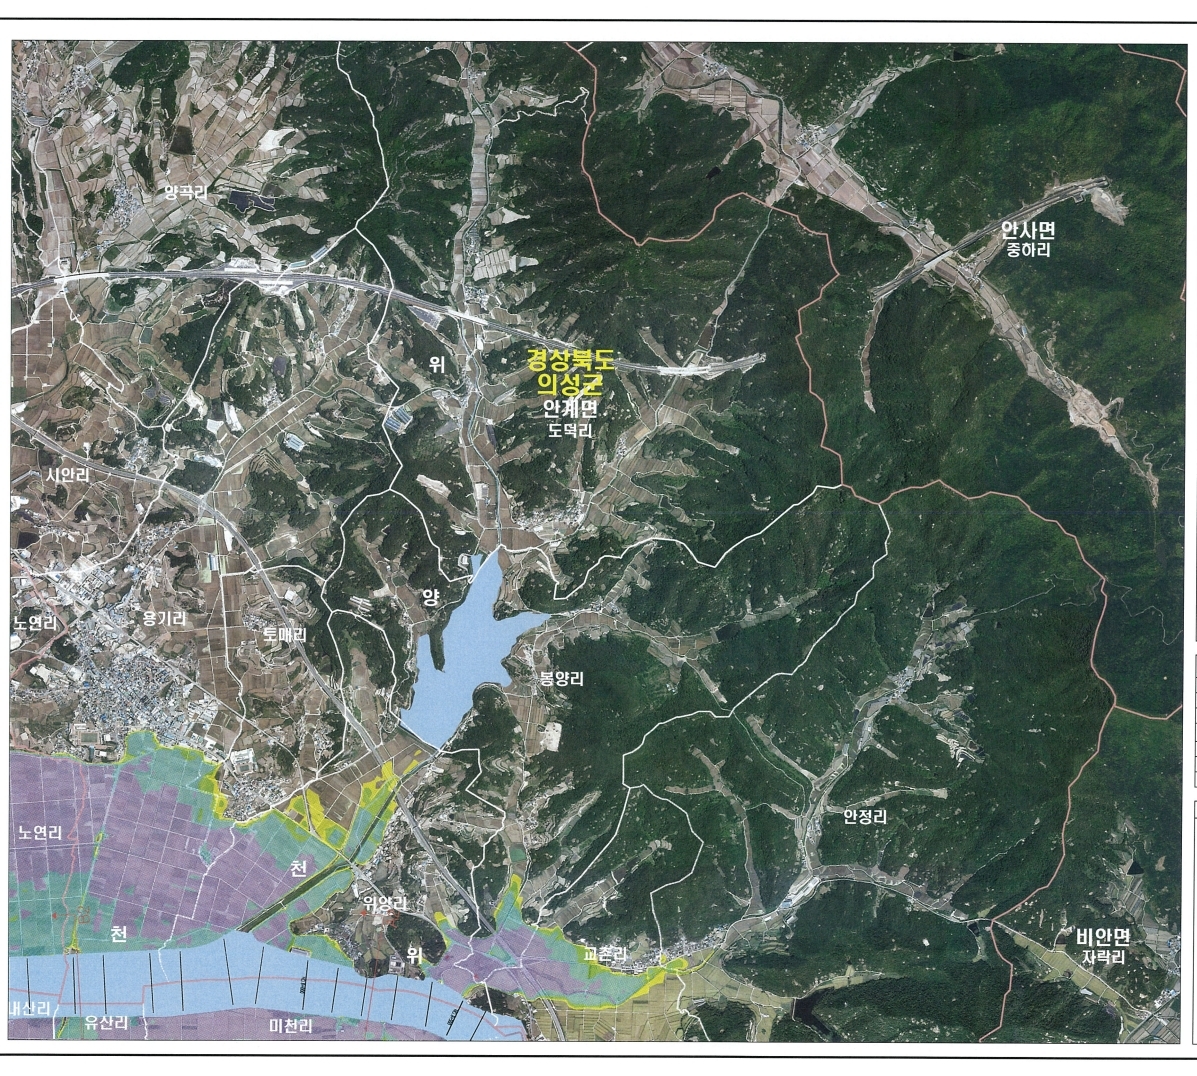 양곡리
안사면
중하리
위
경상북도
의성군
안계면
도덕리
시안리
양
노연리
용기리
토매리
봉양리
안정리
노연리
천
위양리
천
위
교촌리
비안면
자락리
내산리
유산리
미천리